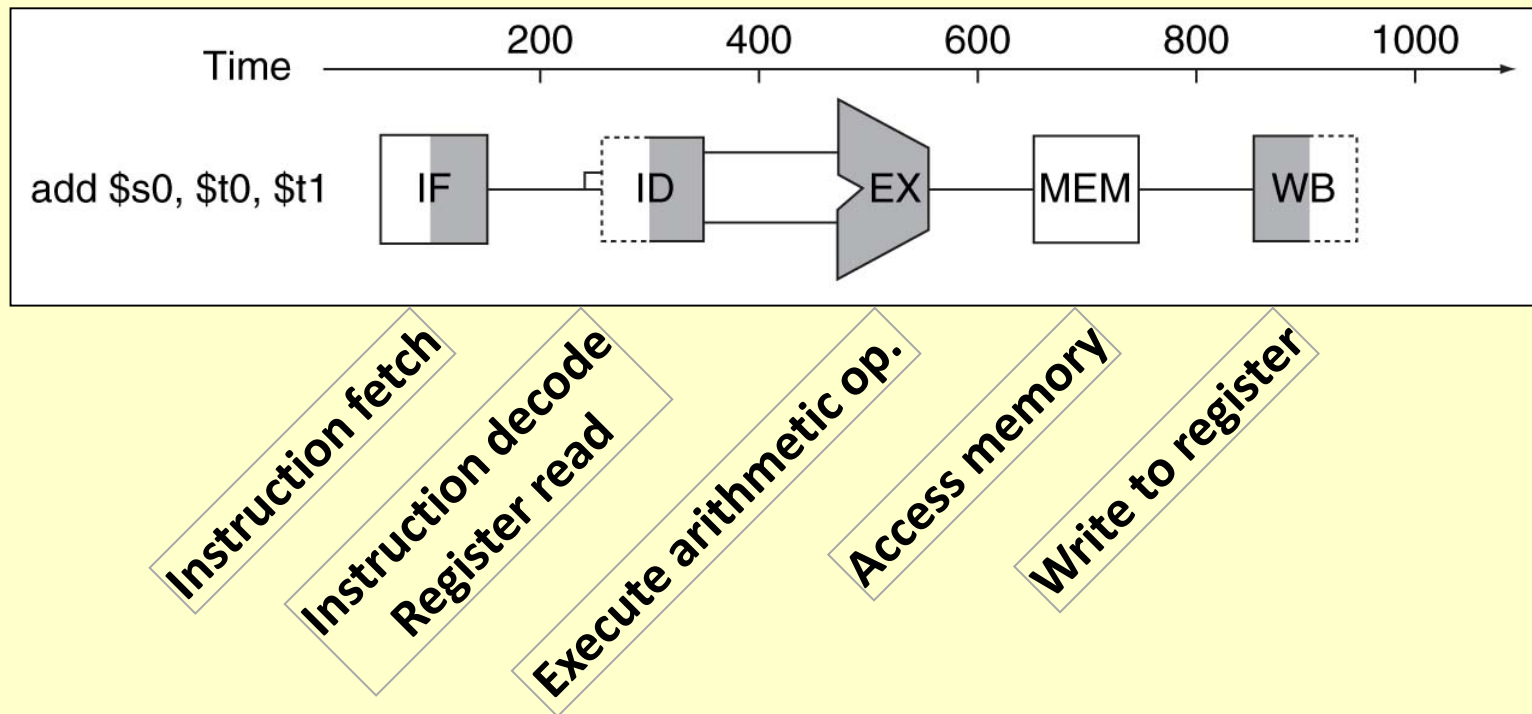 200 400 600 800 1000
Time
add $s0, $t0, $t1 IF ID EX MEM WB
Instruction fetch
Instruction decode
Register read
Execute arithmetic op.
Access memory
Write to register